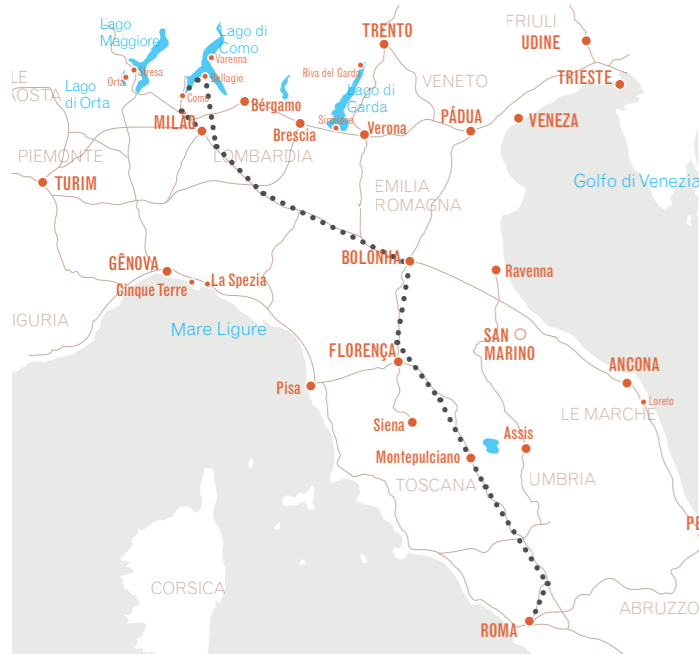 Lago
Maggiore
Lago di
Como
FRIULI
TRENTO
UDINE
Varenna
Riva del Garda
Stresa
Orta
Bellagio
LE
AOSTA
Lago
di Orta
Como
Lago di
Garda
VENETO
TRIESTE
Bérgamo
MILÃO
Brescia
Sirmione
Verona
PÁDUA
VENEZA
PIEMONTE
LOMBARDIA
TURIM
EMILIA
ROMAGNA
Golfo di Venezia
BOLONHA
GÊNOVA
Ravenna
Cinque Terre
La Spezia
IGURIA
Mare Ligure
SAN
MARINO
FLORENÇA
ANCONA
Pisa
Loreto
LE MARCHE
Siena
Assis
Montepulciano
TOSCANA
UMBRIA
PE
CORSICA
ABRUZZO
ROMA